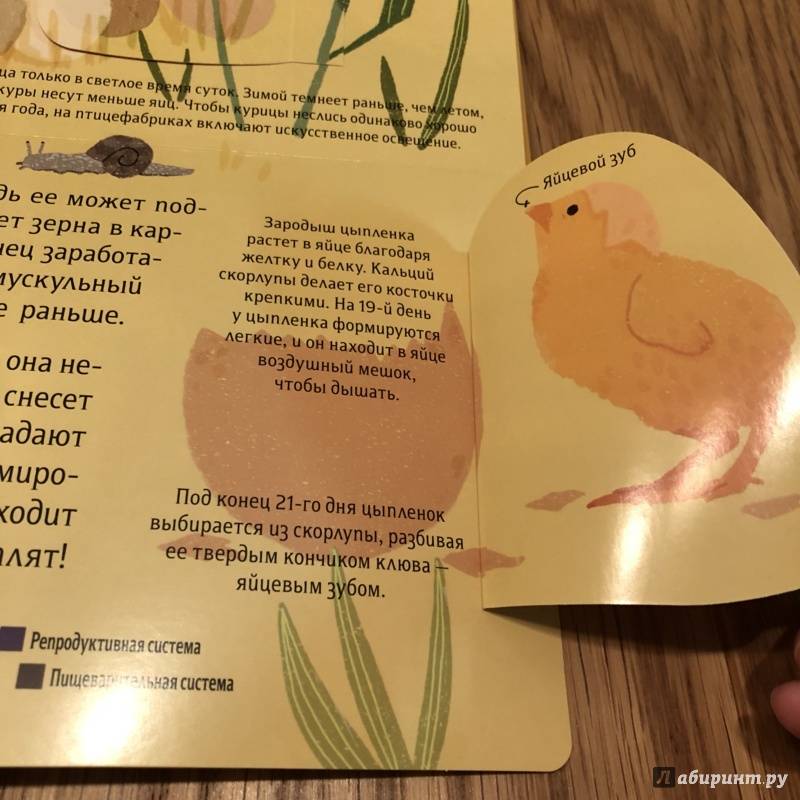 ца только в светлое время суток. Зимой темнеет раньше, чем летом,
куры несут меньше яиц. Чтобы курицы неслись одинаково хорошо
я года, на птицефабриках включают искусственное освещение.
дь ее может под-
ет зерна в кар-
нец заработа-
мускульный
е раньше.
она не-
снесет
адают
миро-
ходит
лят!
Зародыш цыпленка
растет в яйце благодаря
желтку и белку. Кальций
скорлупы делает его косточки
крепкими. На 19-й день
у цыпленка формируются
легкие, и он находит в яйце
воздушный мешок,
чтобы дышать.
Под конец 21-го дня цыпленок
выбирается из скорлупы, разбивая
ее твердым кончиком клюва –
яйцевым зубом.
Яйцевой зуб
Репродуктивная система
Пищеварительная система
Лабиринт.ру